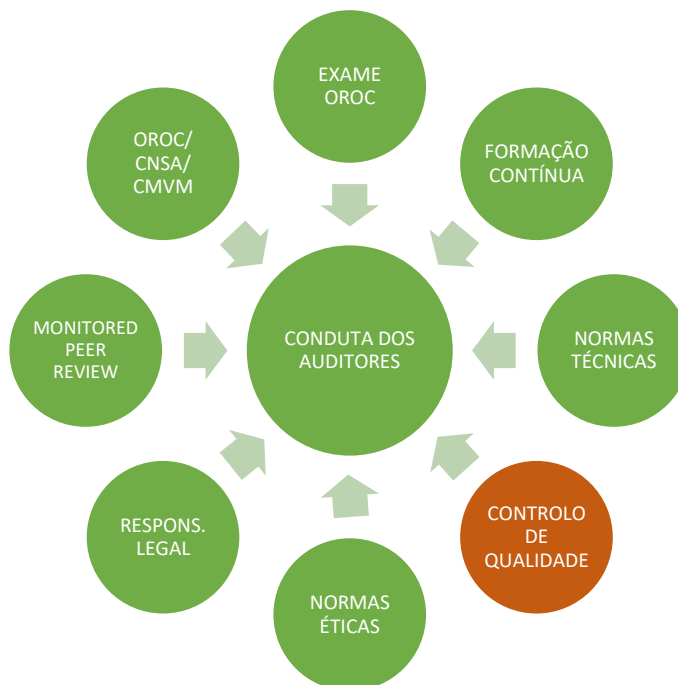 EXAME
OROC
OROC/
CNSA/
CMVM
FORMAÇÃO
CONTÍNUA
MONITORED
PEER
REVIEW
CONDUTA DOS
AUDITORES
NORMAS
TÉCNICAS
RESPONS.
LEGAL
CONTROLO
DE
QUALIDADE
NORMAS
ÉTICAS